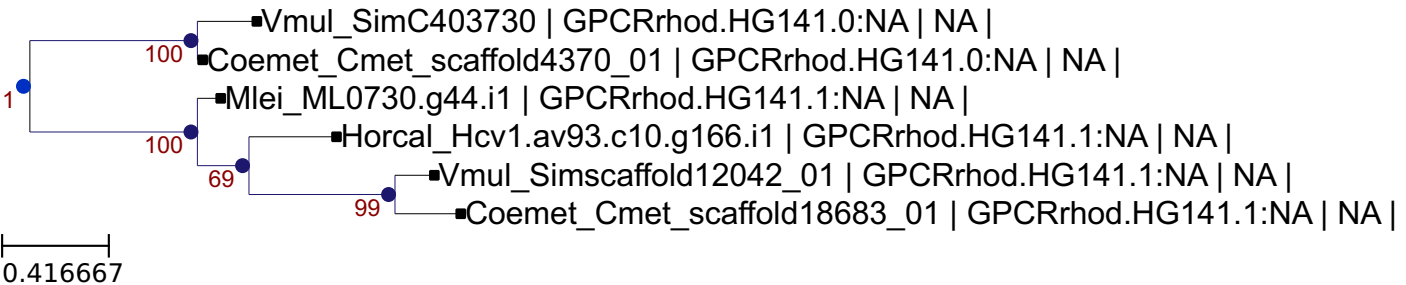 Vmul_SimC403730 | GPCRrhod.HG141.0:NA | NA |
100
Coemet_Cmet_scaffold4370_01 | GPCRrhod.HG141.0:NA | NA |
1
Mlei_ML0730.g44.i1 | GPCRrhod.HG141.1:NA | NA |
100
Horcal_Hcv1.av93.c10.g166.i1 | GPCRrhod.HG141.1:NA | NA |
69
Vmul_Simscaffold12042_01 | GPCRrhod.HG141.1:NA | NA |
99
Coemet_Cmet_scaffold18683_01 | GPCRrhod.HG141.1:NA | NA |
0.416667